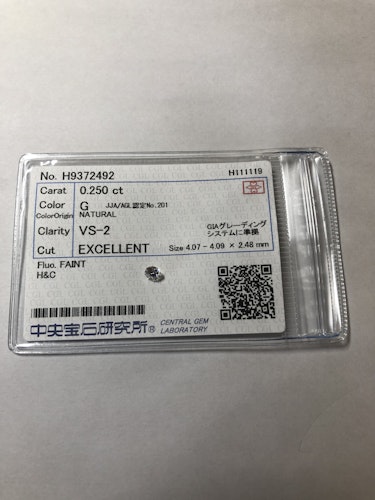 No. H9372492 H111119
Carat 0.250 ct
Color G JJA/AGL認定No.201
ColorOrigin NATURAL
Clarity VS-2 GIAグレーディング
システムに準拠
Cut EXCELLENT Size 4.07 - 4.09 × 2.48 mm
Fluo. FAINT
H&C
中央宝石研究所® CENTRAL GEM
LABORATORY